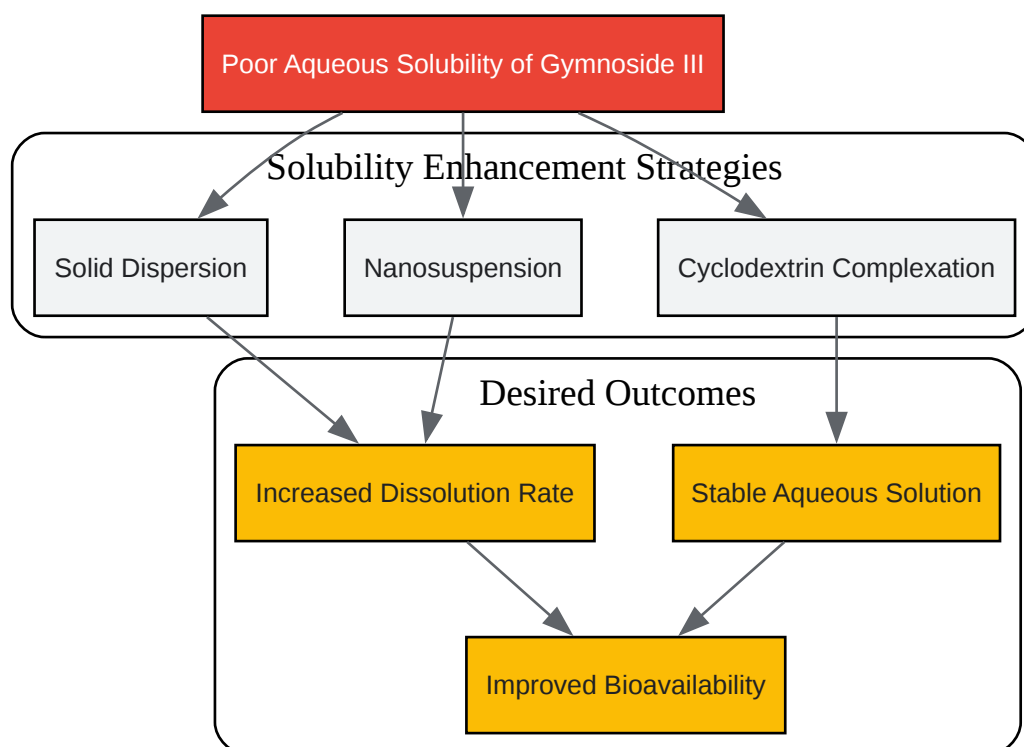 Poor Aqueous Solubility of Gymnoside III
Solubility Enhancement Strategies
Solid Dispersion
Nanosuspension
Cyclodextrin Complexation
Desired Outcomes
Increased Dissolution Rate
Stable Aqueous Solution
Improved Bioavailability